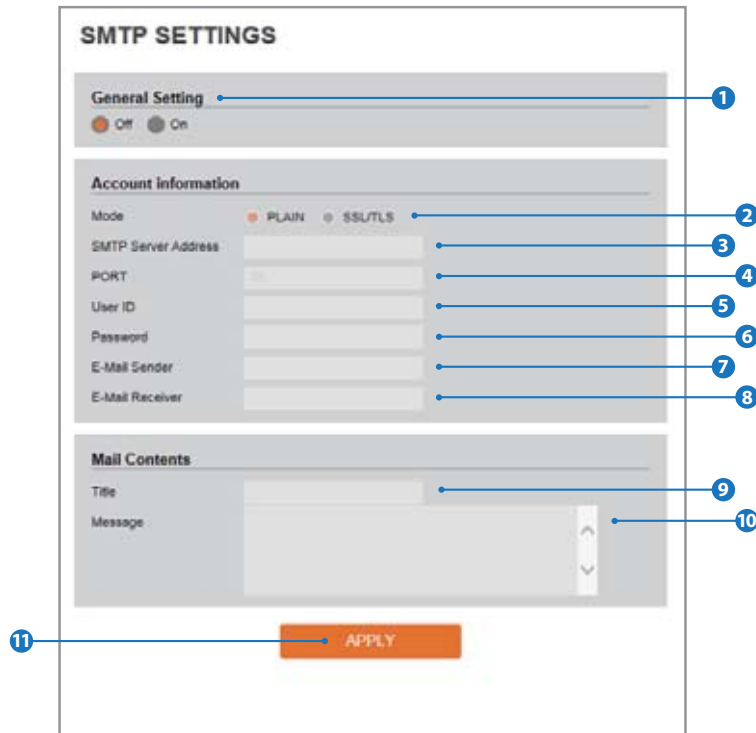 SMTP SETTINGS
General Setting 1
Off On
Account information
Mode PLAIN SSL/TLS 2
SMTP Server Address 3
PORT 4
User ID 5
Password 6
E-Mail Sender 7
E-Mail Receiver 8
Mail Contents
Title 9
Message 10
11 APPLY